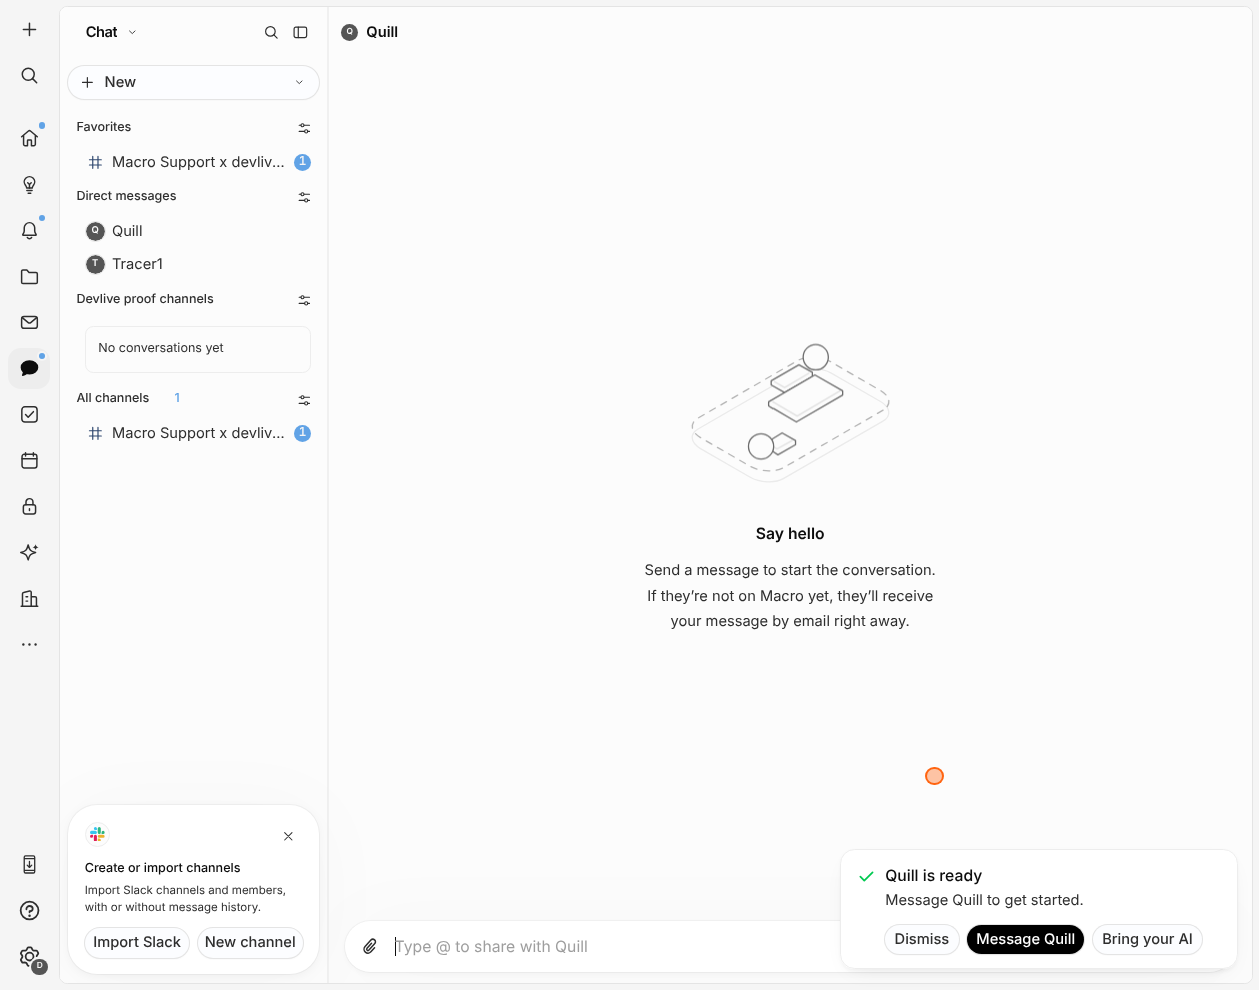 Chat
New
Favorites
Macro Support x devliv...
1
Direct messages
Q
Quill
T
Tracer1
Devlive proof channels
No conversations yet
All channels
1
Macro Support x devliv...
1
Create or import channels
Import Slack channels and members,
with or without message history.
Import Slack
New channel
D
Q
Quill
Say hello
Send a message to start the conversation.
If they’re not on Macro yet, they’ll receive
your message by email right away.
Type @ to share with Quill
Quill is ready
Message Quill to get started.
Dismiss
Message Quill
Bring your AI